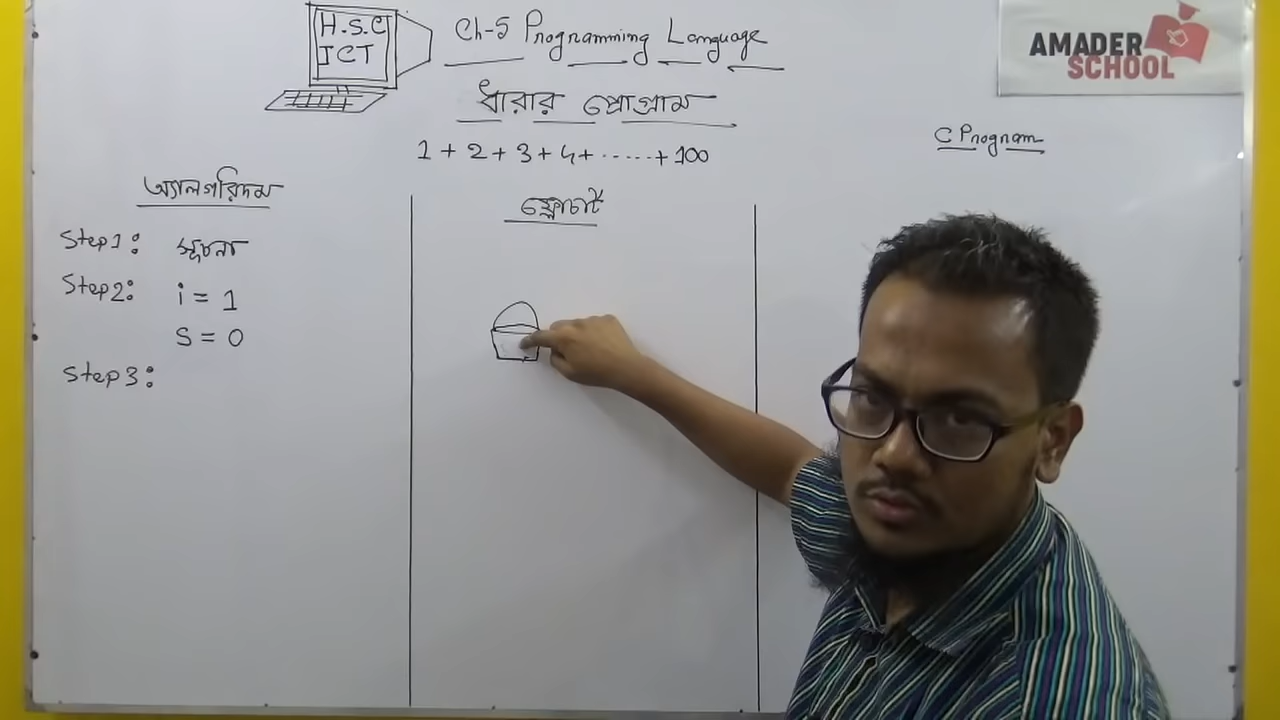 H.S.C
ICT
Ch-5 Programming Language
ধারার প্রোগ্রাম
1 + 2 + 3 + 4 + ...... + 100
AMADER
SCHOOL
C Program
অ্যালগরিদম
Step1: সূচনা
Step2: i = 1
S = 0
Step3:
ফ্লোচার্ট